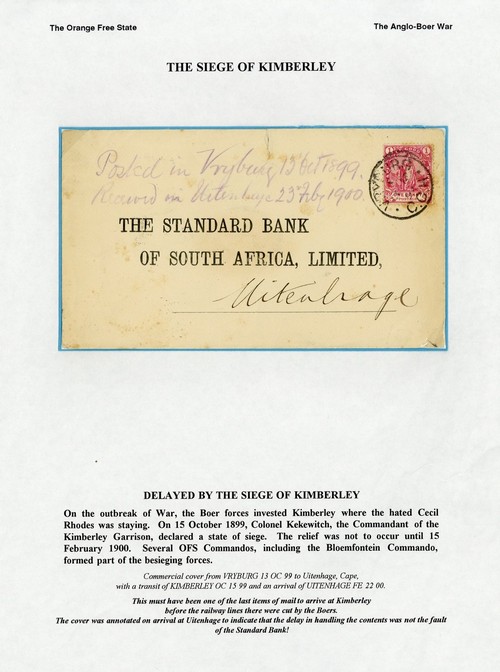 The Orange Free State
The Anglo-Boer War
THE SIEGE OF KIMBERLEY
Posted in Vryburg 13 Oct 1899.
Received in Uitenhage 23 Feby 1900.
THE STANDARD BANK
OF SOUTH AFRICA, LIMITED,
Uitenhage
DELAYED BY THE SIEGE OF KIMBERLEY
On the outbreak of War, the Boer forces invested Kimberley where the hated Cecil
Rhodes was staying. On 15 October 1899, Colonel Kekewitch, the Commandant of the
Kimberley Garrison, declared a state of siege. The relief was not to occur until 15
February 1900. Several OFS Commandos, including the Bloemfontein Commando,
formed part of the besieging forces.
Commercial cover from VRYBURG 13 OC 99 to Uitenhage, Cape,
with a transit of KIMBERLEY OC 15 99 and an arrival of UITENHAGE FE 22 00.
This must have been one of the last items of mail to arrive at Kimberley
before the railway lines there were cut by the Boers.
The cover was annotated on arrival at Uitenhage to indicate that the delay in handling the contents was not the fault
of the Standard Bank!